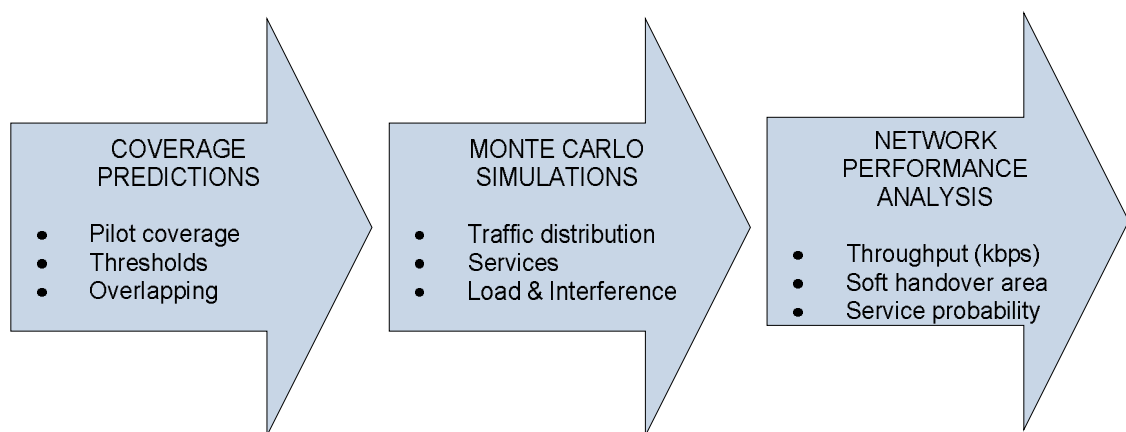 COVERAGE
PREDICTIONS
• Pilot coverage
• Thresholds
• Overlapping
MONTE CARLO
SIMULATIONS
• Traffic distribution
• Services
• Load & Interference
NETWORK
PERFORMANCE
ANALYSIS
• Throughput (kbps)
• Soft handover area
• Service probability